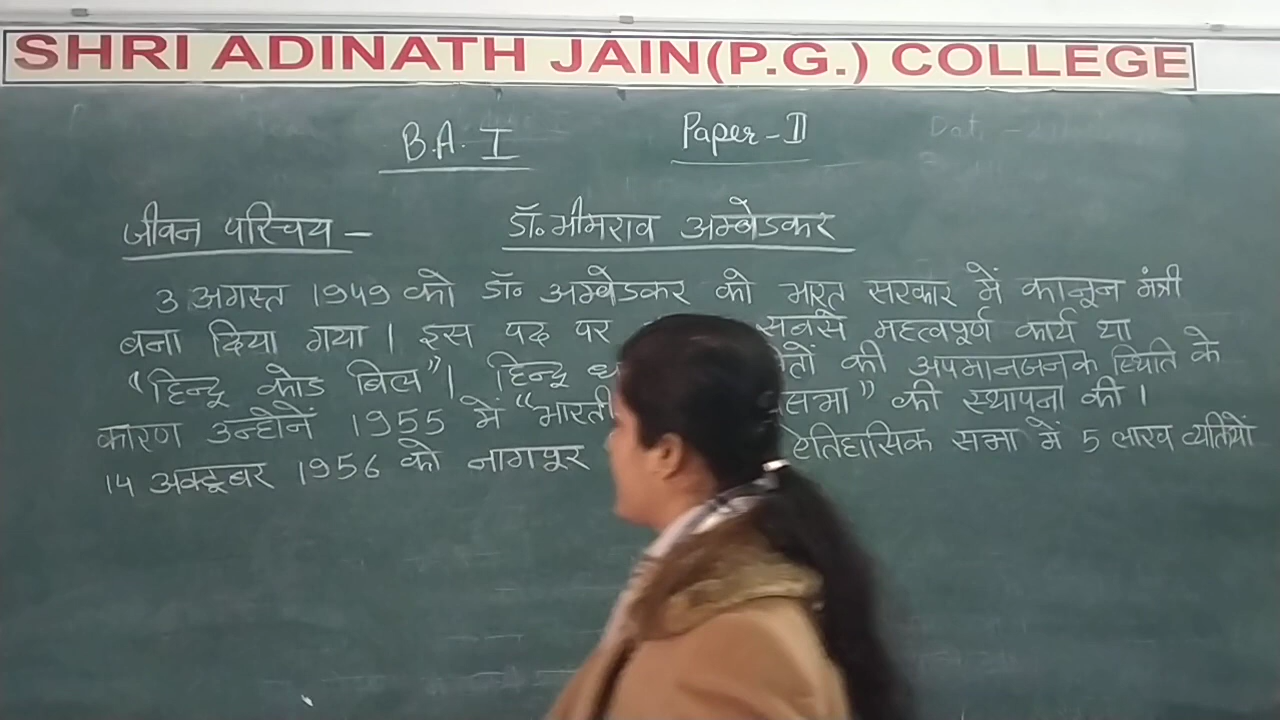 SHRI ADINATH JAIN(P.G.) COLLEGE
B.A. I
Paper - II
जीवन परिचय -
डॉ० भीमराव अम्बेडकर
3 अगस्त 1949 को डॉ० अम्बेडकर को भारत सरकार में कानून मंत्री
बना दिया गया । इस पद पर सबसे महत्वपूर्ण कार्य था
"हिन्दू कोड बिल" । हिन्दू की अपमानजनक स्थिति के
कारण उन्होनें 1955 में की स्थापना की ।
14 अक्टूबर 1956 को नागपूर ऐतिहासिक सभा में 5 लाख व्यक्तियों